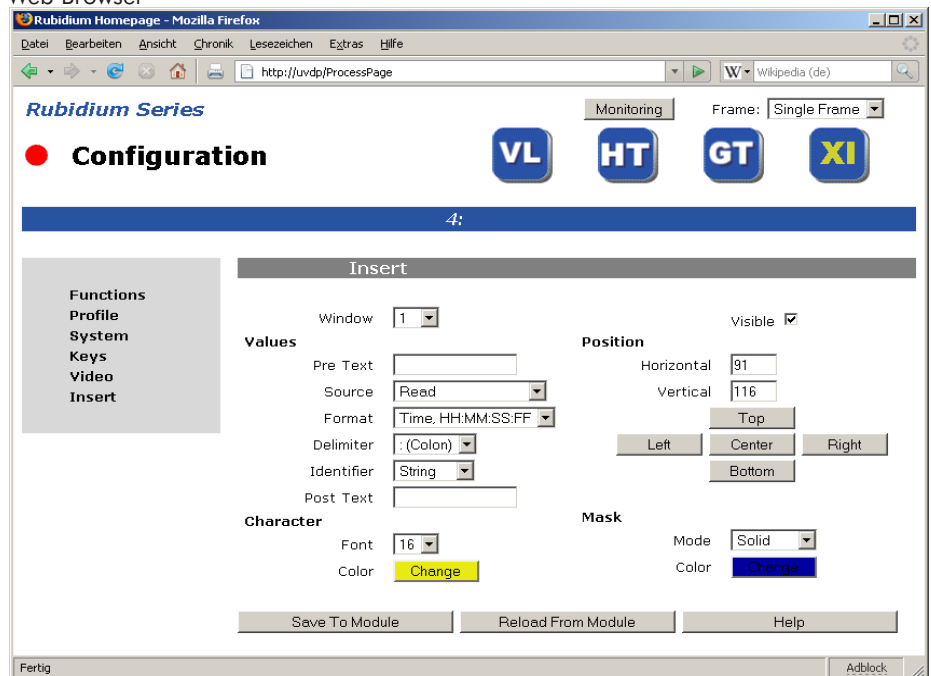 Web Browser
Rubidium Homepage - Mozilla Firefox
Datei Bearbeiten Ansicht Chronik Lesezeichen Extras Hilfe
http://uvdp/ProcessPage W Wikipedia (de)
Rubidium Series Monitoring Frame: Single Frame
Configuration VL HT GT XI
4:
Insert
Functions
Profile
System
Keys
Video
Insert
Window 1 Visible
Values Position
Pre Text Horizontal 91
Source Read Vertical 116
Format Time, HH:MM:SS:FF Top
Delimiter : (Colon) Left Center Right
Identifier String Bottom
Post Text
Character Mask
Font 16 Mode Solid
Color Change Color Change
Save To Module Reload From Module Help
Fertig Adblock